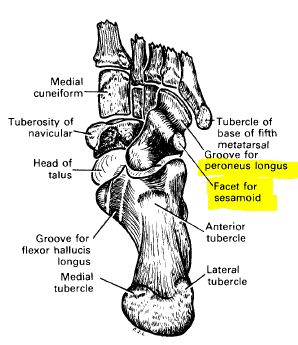 Medial
cuneiform
Tuberosity of
navicular
Head of
talus
Groove for
flexor hallucis
longus
Medial
tubercle
Tubercle of
base of fifth
metatarsal
Groove for
peroneus longus
Facet for
sesamoid
Anterior
tubercle
Lateral
tubercle